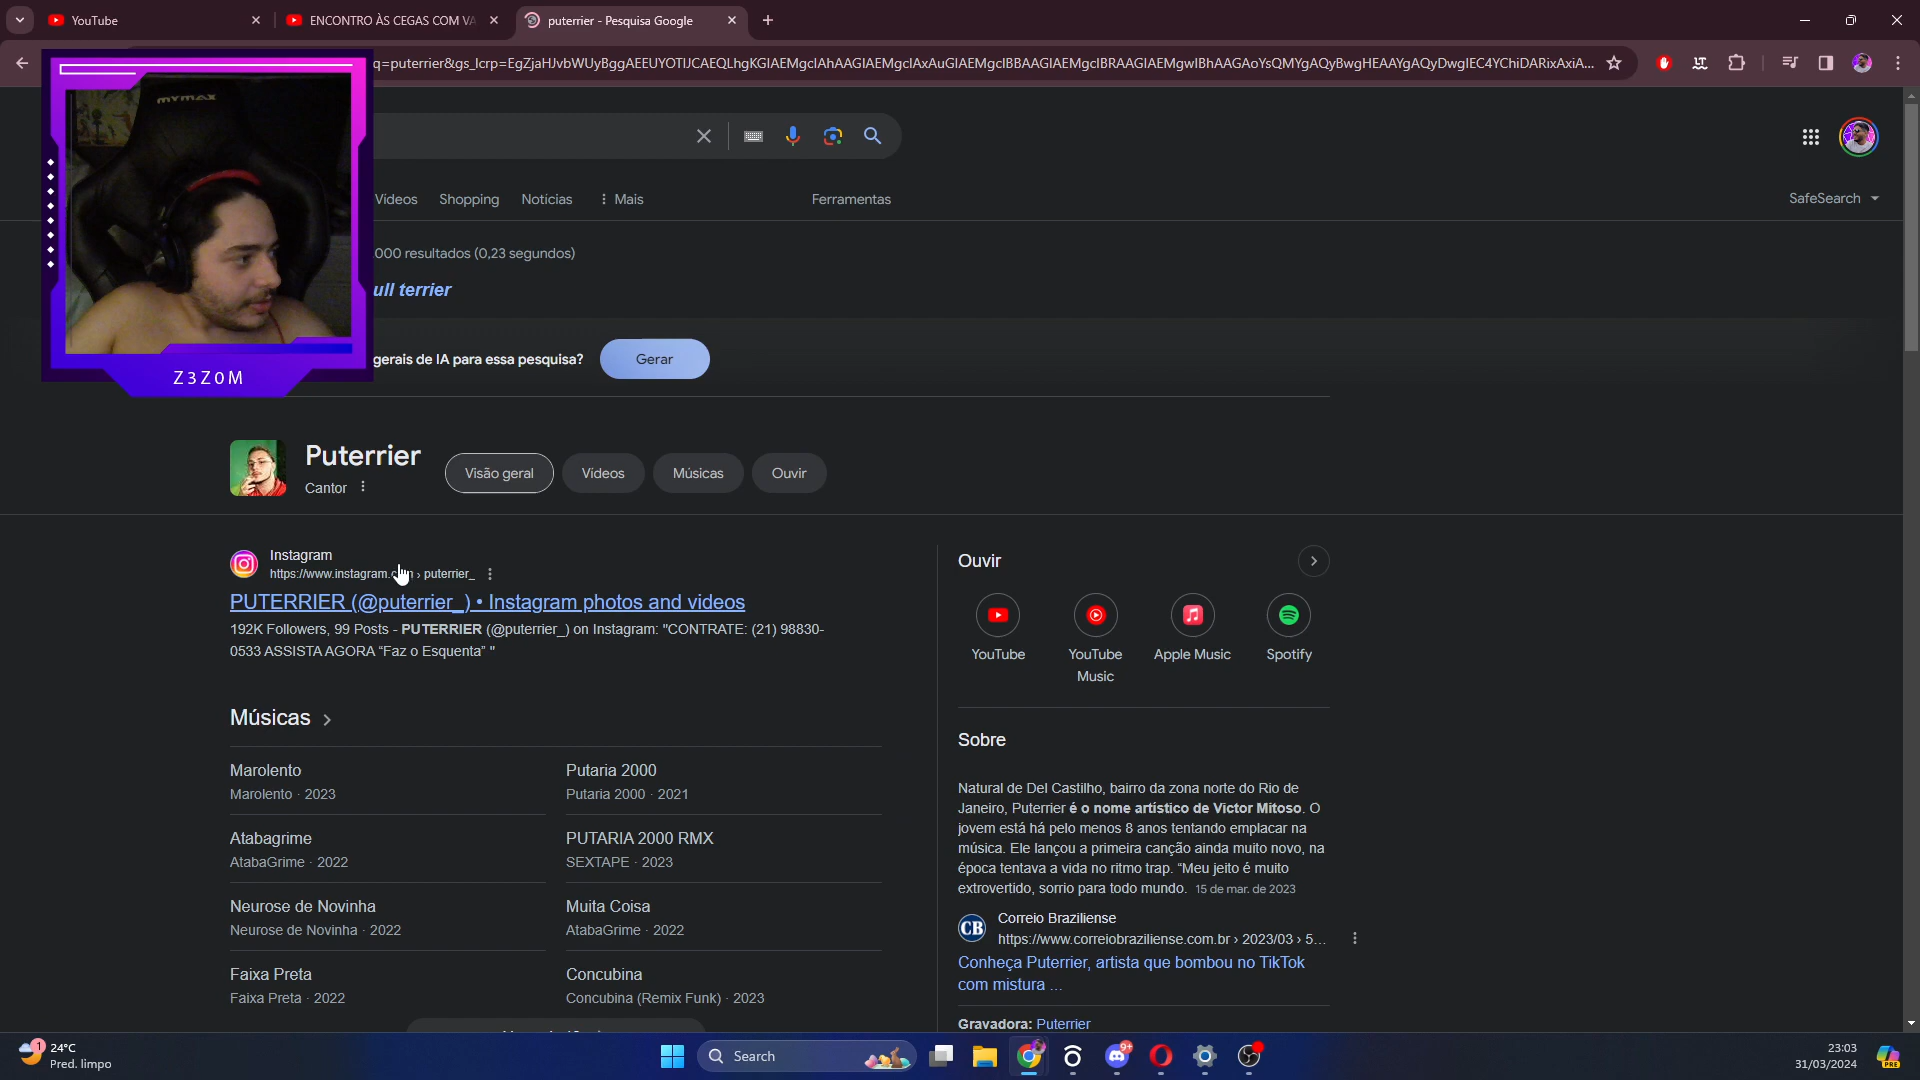 YouTube
ENCONTRO ÀS CEGAS COM VA
puterrier - Pesquisa Google
q=puterrier&gs_lcrp=EgZjaHJvbWUyBggAEEUYOTIJCAEQLhgKGIAEMgcIAhAAGIAEMgcIAxAuGIAEMgcIBBAAGIAEMgcIBRAAGIAEMgwIBhAAGAoYsQMYgAQyBwgHEAAYgAQyDwgIEC4YChiDARixAxiA...
MYMAX
Vídeos
Shopping
Notícias
Mais
Ferramentas
SafeSearch
000 resultados (0,23 segundos)
ull terrier
gerais de IA para essa pesquisa?
Gerar
Z3Z0M
Puterrier
Cantor
Visão geral
Vídeos
Músicas
Ouvir
Instagram
https://www.instagram.c › puterrier_
PUTERRIER (@puterrier_) • Instagram photos and videos
192K Followers, 99 Posts - PUTERRIER (@puterrier_) on Instagram: "CONTRATE: (21) 98830-
0533 ASSISTA AGORA “Faz o Esquenta” "
Músicas
Marolento
Marolento · 2023
Putaria 2000
Putaria 2000 · 2021
Atabagrime
AtabaGrime · 2022
PUTARIA 2000 RMX
SEXTAPE · 2023
Neurose de Novinha
Neurose de Novinha · 2022
Muita Coisa
AtabaGrime · 2022
Faixa Preta
Faixa Preta · 2022
Concubina
Concubina (Remix Funk) · 2023
Ouvir
YouTube
YouTube
Music
Apple Music
Spotify
Sobre
Natural de Del Castilho, bairro da zona norte do Rio de
Janeiro, Puterrier é o nome artístico de Victor Mitoso. O
jovem está há pelo menos 8 anos tentando emplacar na
música. Ele lançou a primeira canção ainda muito novo, na
época tentava a vida no ritmo trap. “Meu jeito é muito
extrovertido, sorrio para todo mundo. 15 de mar. de 2023
CB
Correio Braziliense
https://www.correiobraziliense.com.br › 2023/03 › 5...
Conheça Puterrier, artista que bombou no TikTok
com mistura ...
Gravadora: Puterrier
1
24°C
Pred. limpo
Search
9+
23:03
31/03/2024
PRE